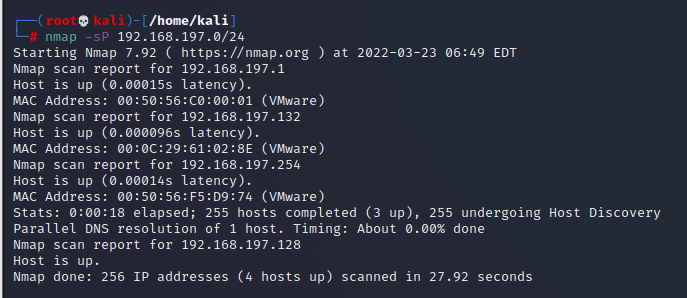 ┌──(root💀kali)-[/home/kali]
└─# nmap -sP 192.168.197.0/24
Starting Nmap 7.92 ( https://nmap.org ) at 2022-03-23 06:49 EDT
Nmap scan report for 192.168.197.1
Host is up (0.00015s latency).
MAC Address: 00:50:56:C0:00:01 (VMware)
Nmap scan report for 192.168.197.132
Host is up (0.000096s latency).
MAC Address: 00:0C:29:61:02:8E (VMware)
Nmap scan report for 192.168.197.254
Host is up (0.00014s latency).
MAC Address: 00:50:56:F5:D9:74 (VMware)
Stats: 0:00:18 elapsed; 255 hosts completed (3 up), 255 undergoing Host Discovery
Parallel DNS resolution of 1 host. Timing: About 0.00% done
Nmap scan report for 192.168.197.128
Host is up.
Nmap done: 256 IP addresses (4 hosts up) scanned in 27.92 seconds